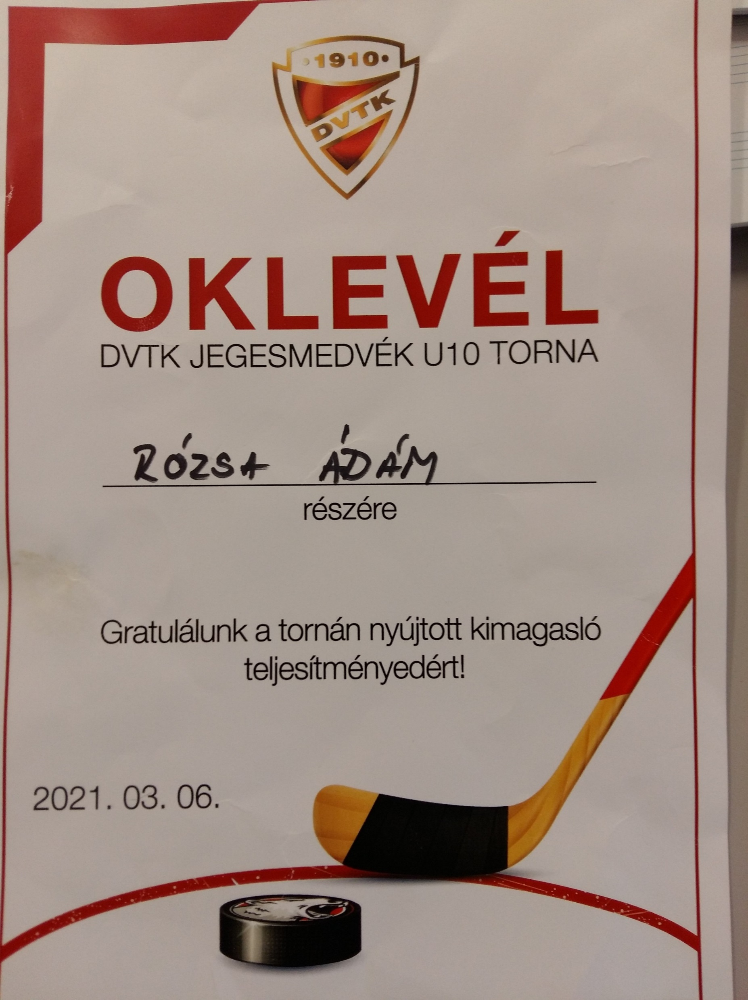 1910
DVTK
OKLEVÉL
DVTK JEGESMEDVÉK U10 TORNA
RÓZSA ÁDÁM
részére
Gratulálunk a tornán nyújtott kimagasló
teljesítményedért!
2021. 03. 06.